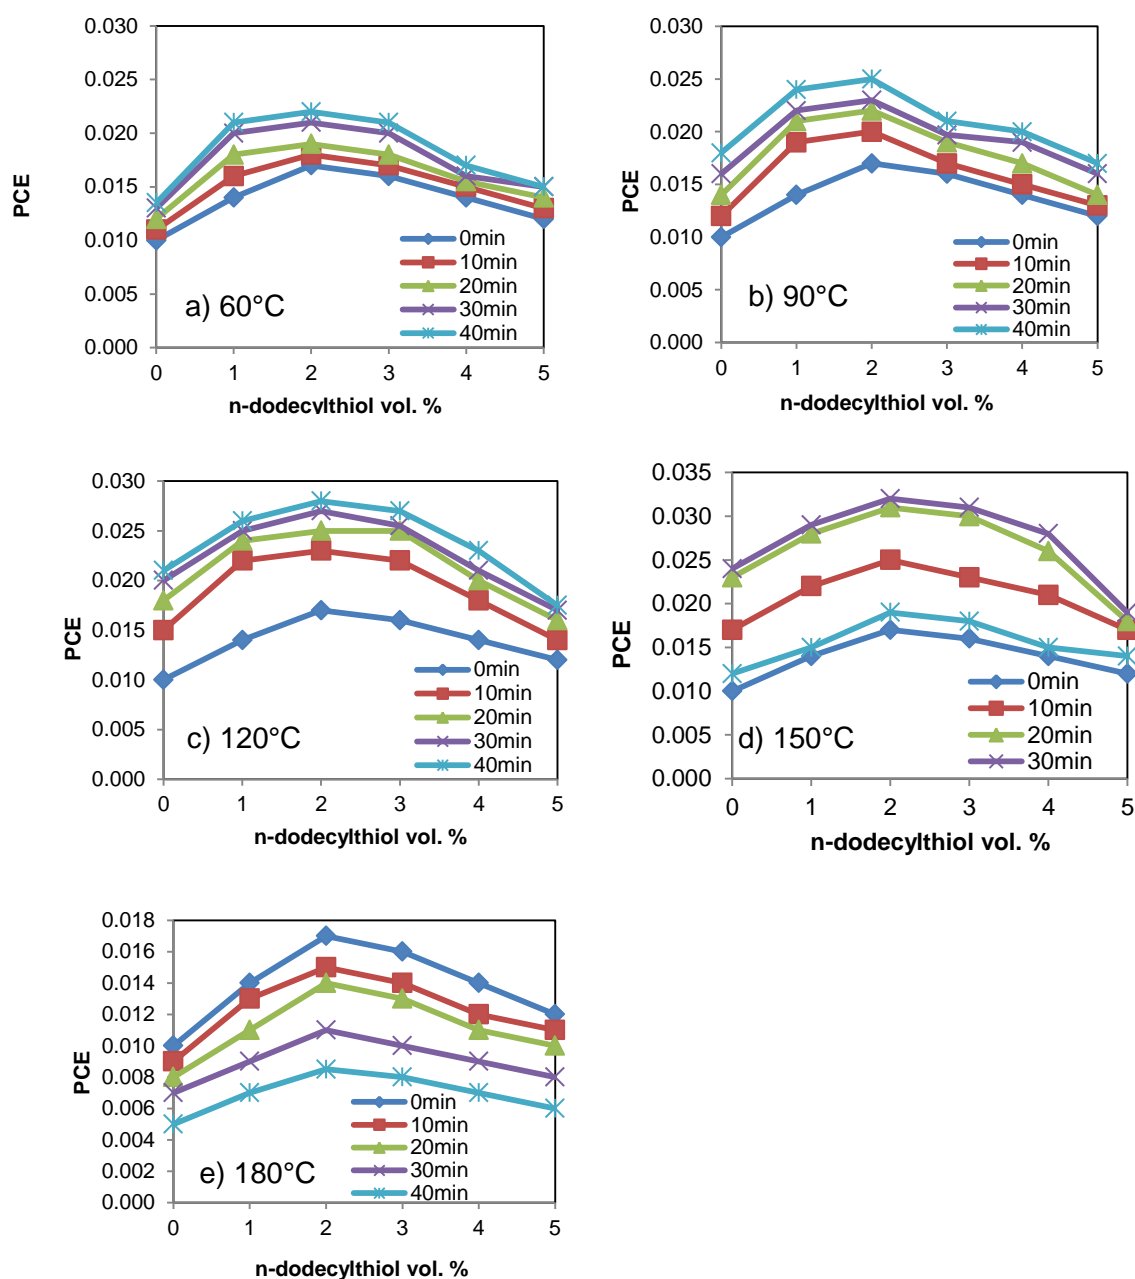 0.030
0.025
0.020
0.015
0.010
0.005
0.000
PCE
0min
10min
20min
30min
40min
a) 60°C
0 1 2 3 4 5
n-dodecylthiol vol. %
0.030
0.025
0.020
0.015
0.010
0.005
0.000
PCE
0min
10min
20min
30min
40min
b) 90°C
0 1 2 3 4 5
n-dodecylthiol vol. %
0.030
0.025
0.020
0.015
0.010
0.005
0.000
PCE
0min
10min
20min
30min
40min
c) 120°C
0 1 2 3 4 5
n-dodecylthiol vol. %
0.035
0.030
0.025
0.020
0.015
0.010
0.005
0.000
PCE
0min
10min
20min
30min
d) 150°C
0 1 2 3 4 5
n-dodecylthiol vol. %
0.018
0.016
0.014
0.012
0.010
0.008
0.006
0.004
0.002
0.000
PCE
0min
10min
20min
30min
40min
e) 180°C
0 1 2 3 4 5
n-dodecylthiol vol. %